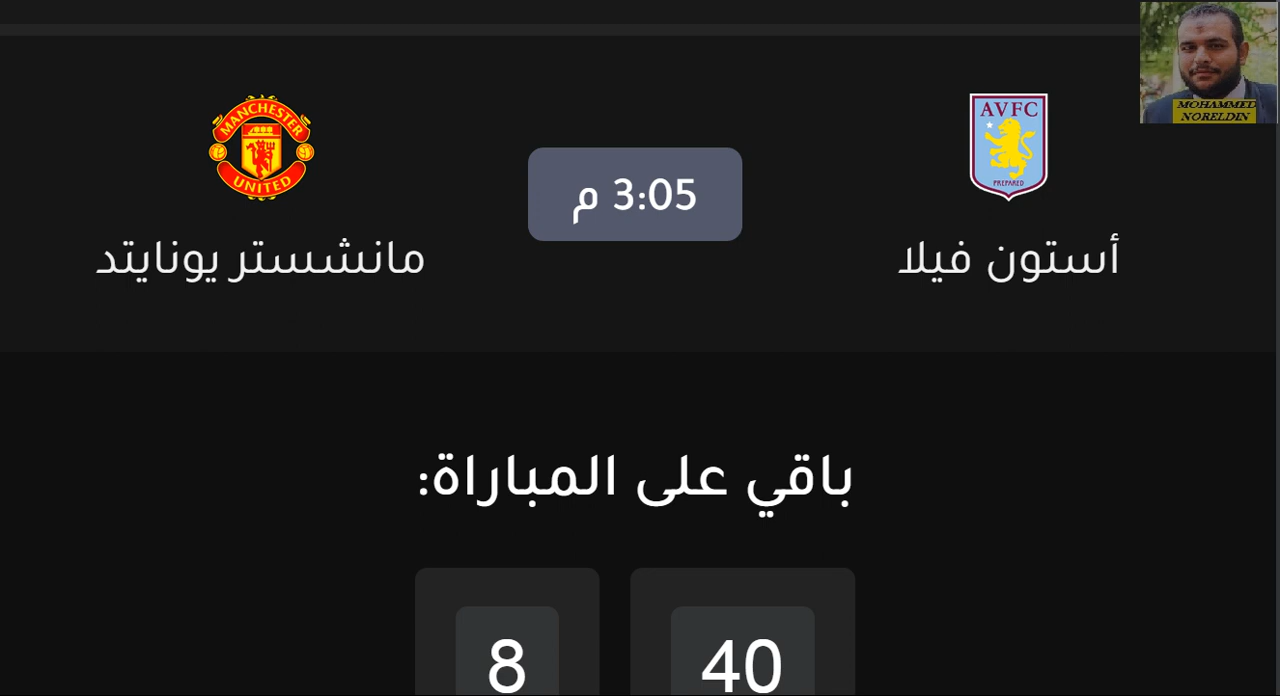 MOHAMMED
NORELDIN
AVFC
PREPARED
أستون فيلا
3:05 م
MANCHESTER
UNITED
مانشستر يونايتد
باقي على المباراة:
40
8